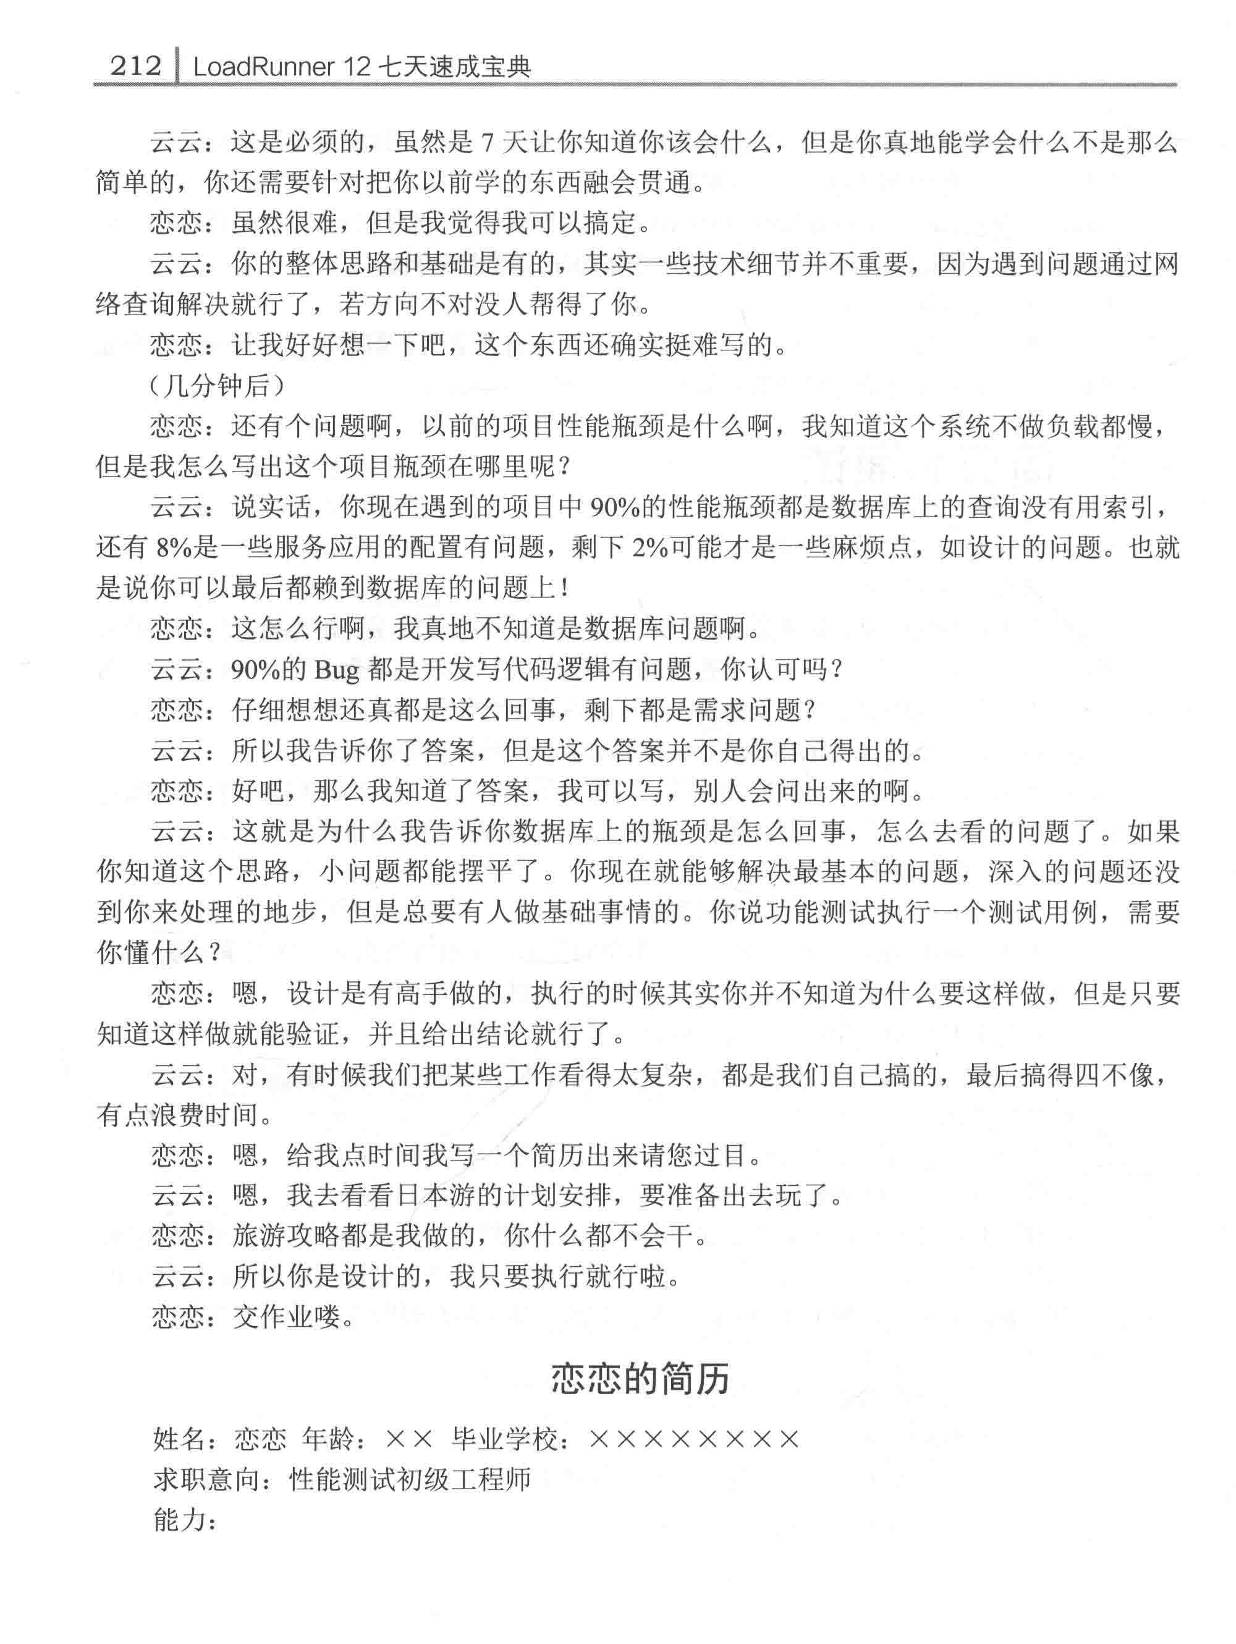 212 LoadRunner 12 七天速成宝典
云云：这是必须的，虽然是 7 天让你知道你该会什么，但是你真地能学会什么不是那么
简单的，你还需要针对把你以前学的东西融会贯通。
恋恋：虽然很难，但是我觉得我可以搞定。
云云：你的整体思路和基础是有的，其实一些技术细节并不重要，因为遇到问题通过网
络查询解决就行了，若方向不对没人帮得了你。
恋恋：让我好好想一下吧，这个东西还确实挺难写的。
（几分钟后）
恋恋：还有个问题啊，以前的项目性能瓶颈是什么啊，我知道这个系统不做负载都慢，
但是我怎么写出这个项目瓶颈在哪里呢？
云云：说实话，你现在遇到的项目中 90%的性能瓶颈都是数据库上的查询没有用索引，
还有 8%是一些服务应用的配置有问题，剩下 2%可能才是一些麻烦点，如设计的问题。也就
是说你可以最后都赖到数据库的问题上！
恋恋：这怎么行啊，我真地不知道是数据库问题啊。
云云：90%的 Bug 都是开发写代码逻辑有问题，你认可吗？
恋恋：仔细想想还真都是这么回事，剩下都是需求问题？
云云：所以我告诉你了答案，但是这个答案并不是你自己得出的。
恋恋：好吧，那么我知道了答案，我可以写，别人会问出来的啊。
云云：这就是为什么我告诉你数据库上的瓶颈是怎么回事，怎么去看的问题了。如果
你知道这个思路，小问题都能摆平了。你现在就能够解决最基本的问题，深入的问题还没
到你来处理的地步，但是总要有人做基础事情的。你说功能测试执行一个测试用例，需要
你懂什么？
恋恋：嗯，设计是有高手做的，执行的时候其实你并不知道为什么要这样做，但是只要
知道这样做就能验证，并且给出结论就行了。
云云：对，有时候我们把某些工作看得太复杂，都是我们自己搞的，最后搞得四不像，
有点浪费时间。
恋恋：嗯，给我点时间我写一个简历出来请您过目。
云云：嗯，我去看看日本游的计划安排，要准备出去玩了。
恋恋：旅游攻略都是我做的，你什么都不会干。
云云：所以你是设计的，我只要执行就行啦。
恋恋：交作业喽。
恋恋的简历
姓名：恋恋 年龄：×× 毕业学校：××××××××
求职意向：性能测试初级工程师
能力：